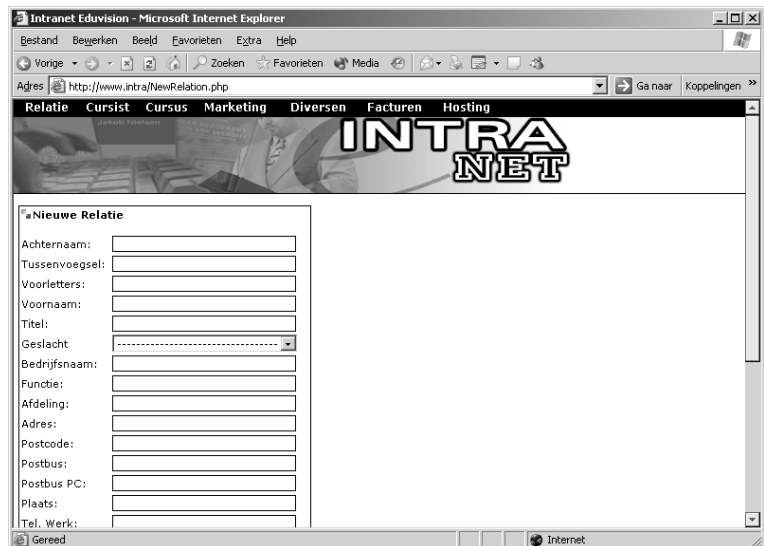 Intranet Eduvision - Microsoft Internet Explorer
Bestand Bewerken Beeld Favorieten Extra Help
Vorige Zoeken Favorieten Media
Adres http://www.intra/NewRelation.php Ga naar Koppelingen »
Relatie Cursist Cursus Marketing Diversen Facturen Hosting
Jakob Nielsen
INTRA
NET
Nieuwe Relatie
Achternaam:
Tussenvoegsel:
Voorletters:
Voornaam:
Titel:
Geslacht --------------------------------
Bedrijfsnaam:
Functie:
Afdeling:
Adres:
Postcode:
Postbus:
Postbus PC:
Plaats:
Tel. Werk:
Gereed Internet